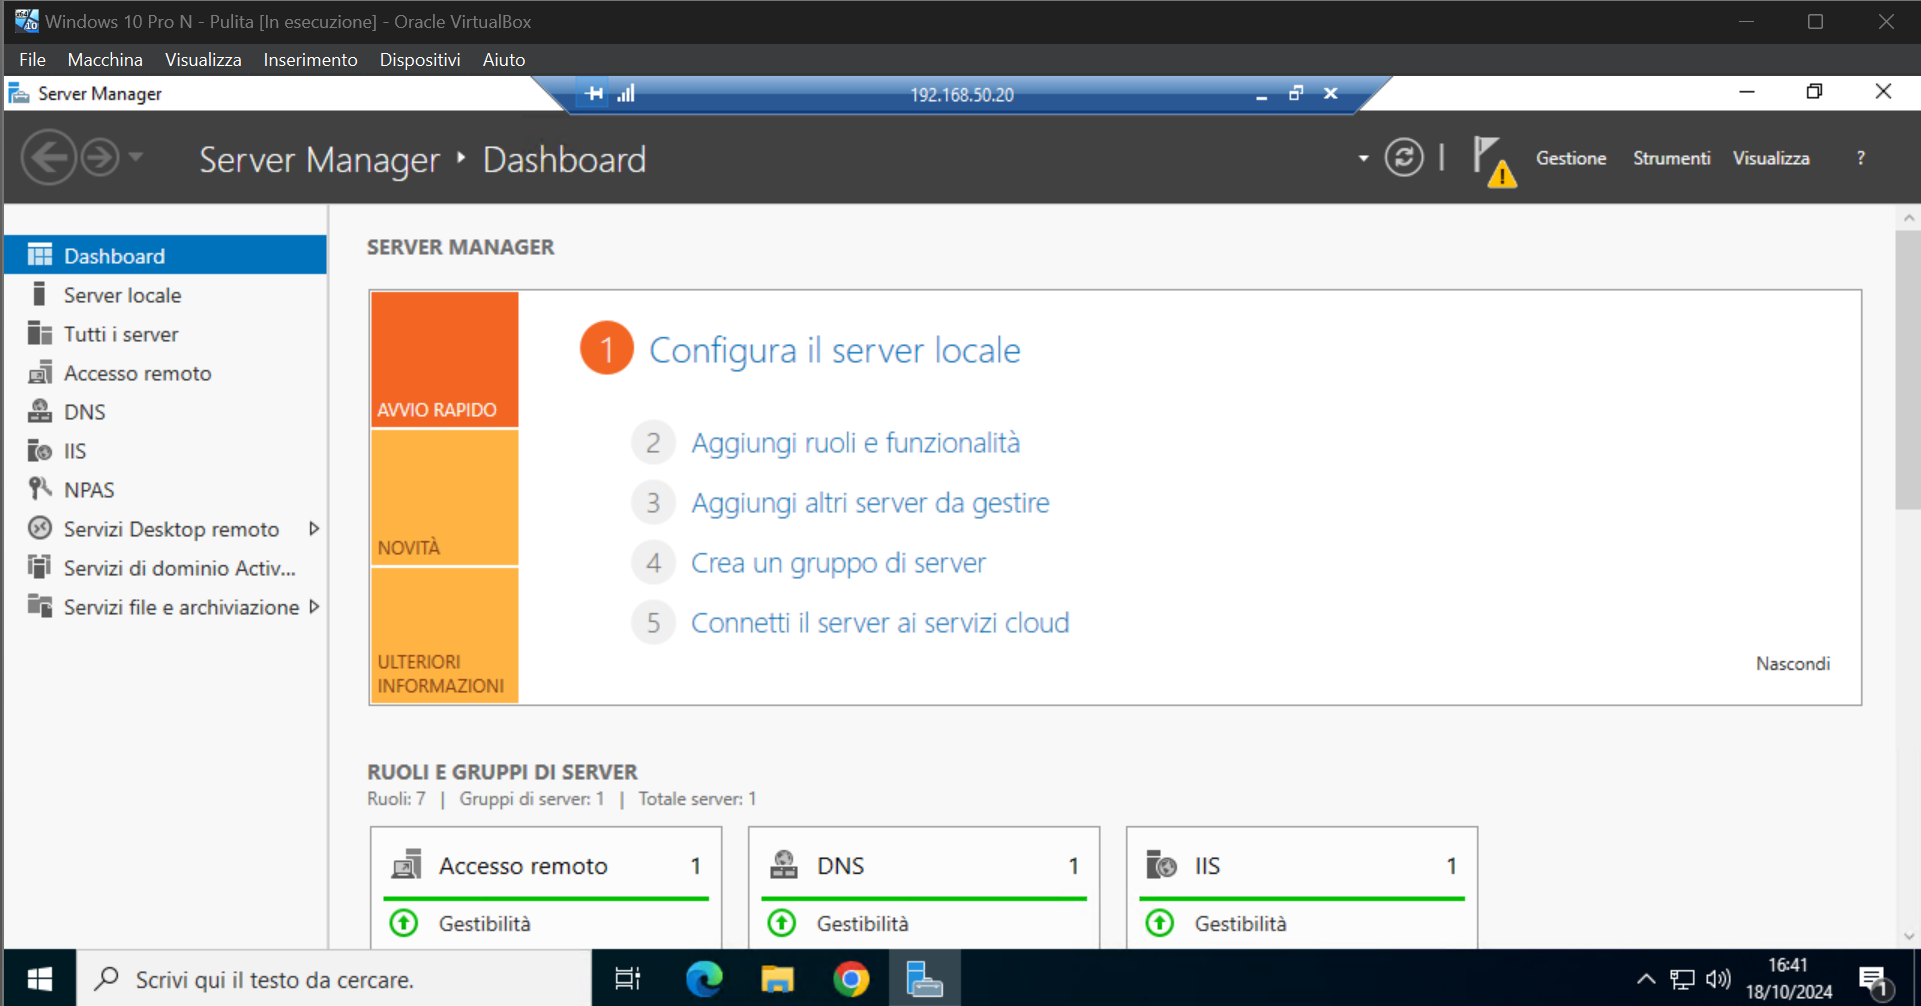 Windows 10 Pro N - Pulita [In esecuzione] - Oracle VirtualBox
File Macchina Visualizza Inserimento Dispositivi Aiuto
Server Manager
192.168.50.20
Server Manager Dashboard
Gestione Strumenti Visualizza ?
Dashboard
Server locale
Tutti i server
Accesso remoto
DNS
IIS
NPAS
Servizi Desktop remoto
Servizi di dominio Activ...
Servizi file e archiviazione
SERVER MANAGER
AVVIO RAPIDO
NOVITÀ
ULTERIORI
INFORMAZIONI
1 Configura il server locale
2 Aggiungi ruoli e funzionalità
3 Aggiungi altri server da gestire
4 Crea un gruppo di server
5 Connetti il server ai servizi cloud
Nascondi
RUOLI E GRUPPI DI SERVER
Ruoli: 7 | Gruppi di server: 1 | Totale server: 1
Accesso remoto 1
Gestibilità
DNS 1
Gestibilità
IIS 1
Gestibilità
Scrivi qui il testo da cercare.
16:41
18/10/2024
1